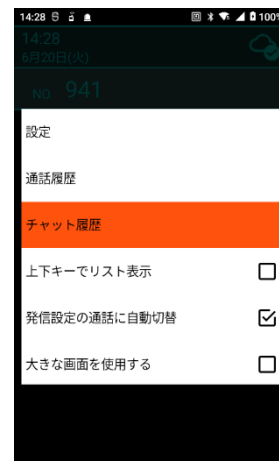 14:28
100%
14:28
6月20日(火)
NO. 941
設定
通話履歴
チャット履歴
上下キーでリスト表示
発信設定の通話に自動切替
大きな画面を使用する